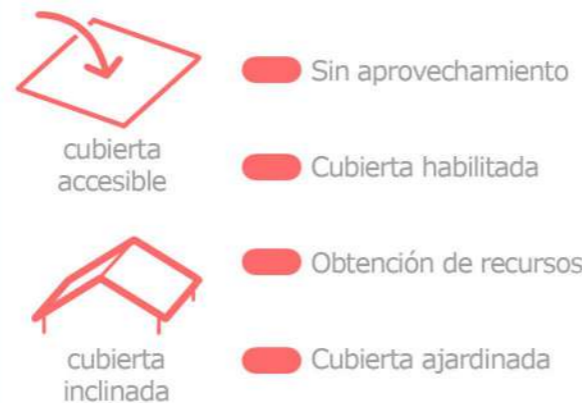 cubierta
accesible
cubierta
inclinada
Sin aprovechamiento
Cubierta habilitada
Obtención de recursos
Cubierta ajardinada